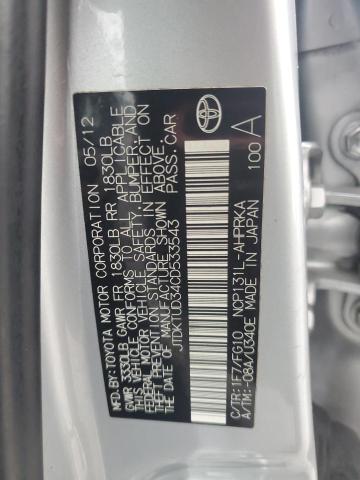 MFD.BY: TOYOTA MOTOR CORPORATION 05/12
GVWR 3330LB GAWR FR 1830LB RR 1830LB
THIS VEHICLE CONFORMS TO ALL APPLICABLE
FEDERAL MOTOR VEHICLE SAFETY, BUMPER, AND
THEFT PREVENTION STANDARDS IN EFFECT ON
THE DATE OF MANUFACTURE SHOWN ABOVE.
JTDKTUD34CD533543 PASS.CAR
TOYOTA
C/TR:1F7/FG10 NCP131L-AHPRKA
A/TM:-08A/U340E MADE IN JAPAN 100 A